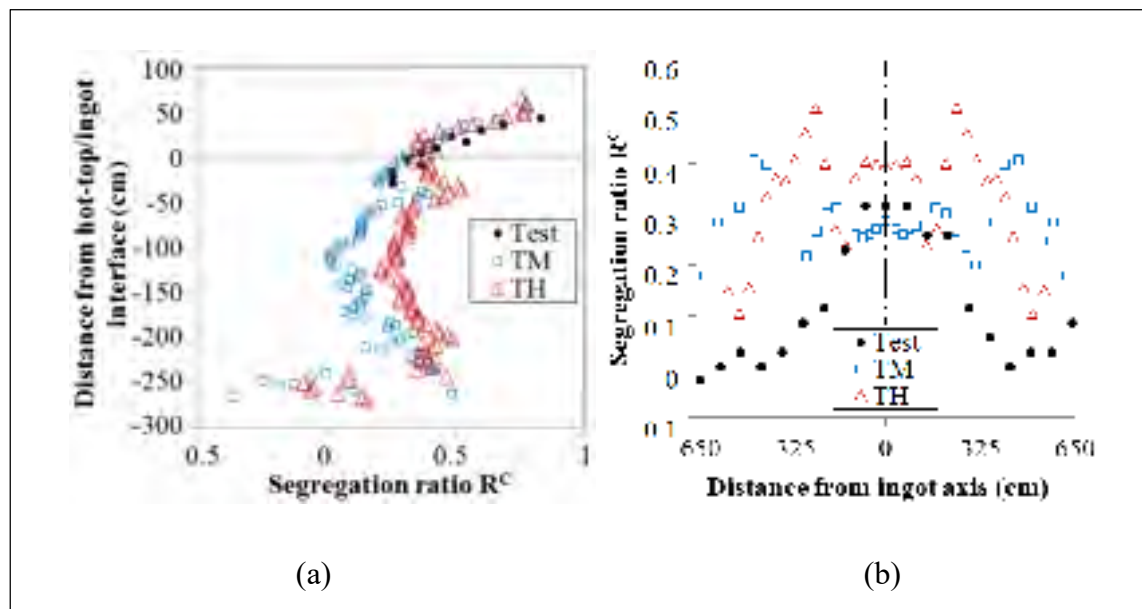 100
50
0
-50
-100
-150
-200
-250
-300
0.5
0
0.5
1
Distance from hot-top/ingot
Interface (cm)
Segregation ratio R^C
Test
TM
TH
(a)
0.6
0.5
0.4
0.3
0.2
0.1
0
0.1
650
325
0
325
650
Segregation ratio R^C
Distance from ingot axis (cm)
Test
TM
TH
(b)